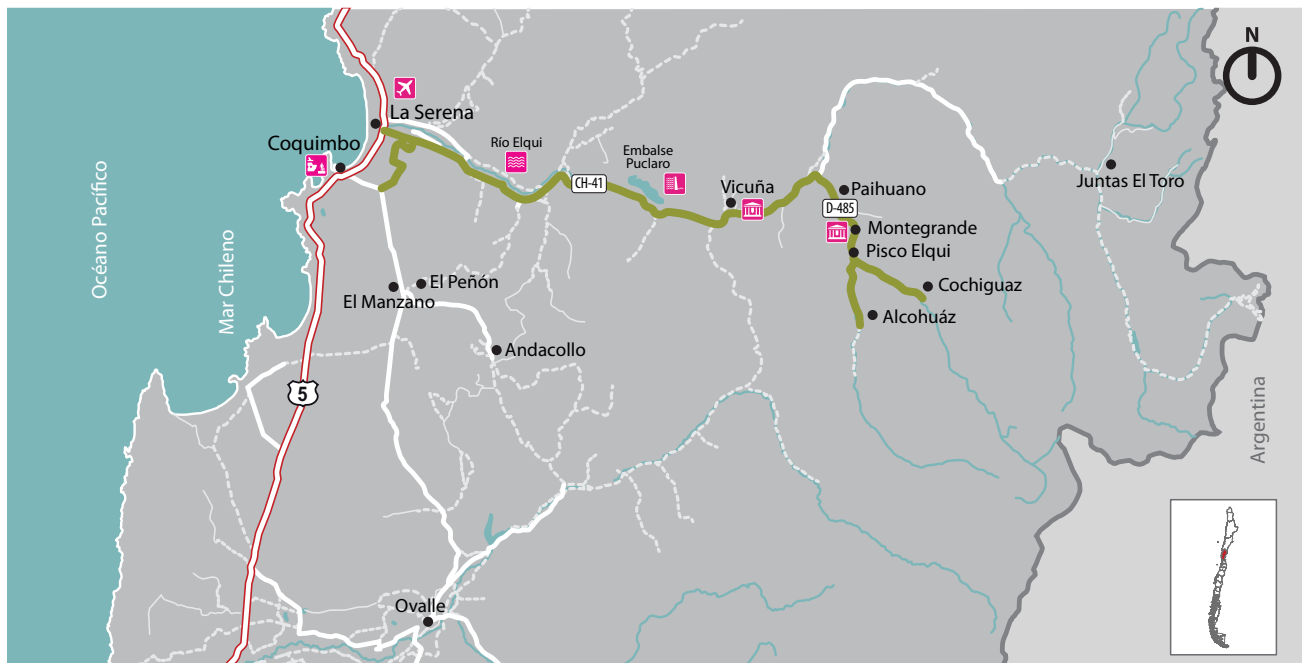 N
La Serena
Coquimbo
Río Elqui
Embalse
Puclaro
CH-41
Vicuña
Paihuano
D-485
Montegrande
Pisco Elqui
Juntas El Toro
Cochiguaz
Alcohuáz
El Peñón
El Manzano
Andacollo
Océano Pacífico
Mar Chileno
5
Argentina
Ovalle